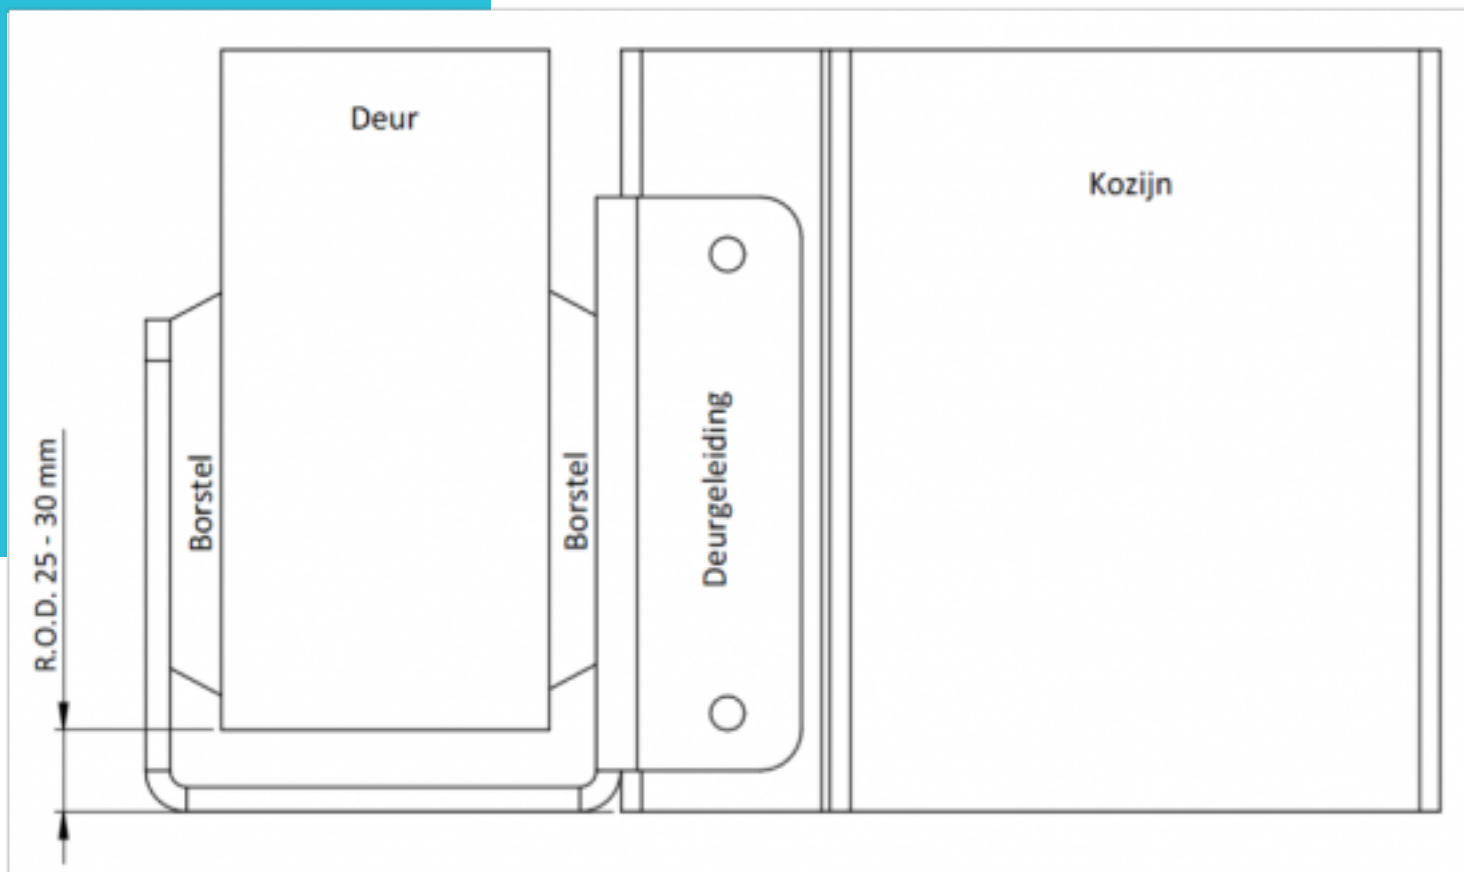 Deur
Kozijn
Borstel
Borstel
Deurgeleiding
R.O.D. 25 - 30 mm